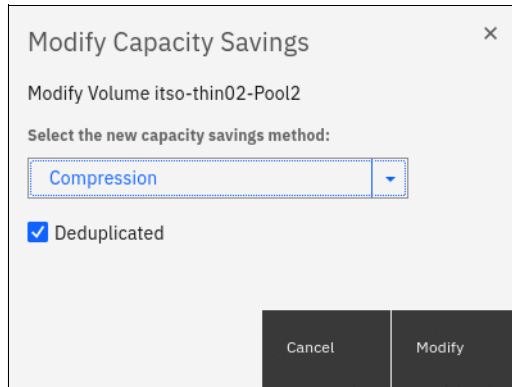 Modify Capacity Savings
Modify Volume itso-thin02-Pool2
Select the new capacity savings method:
Compression
Deduplicated
Cancel Modify